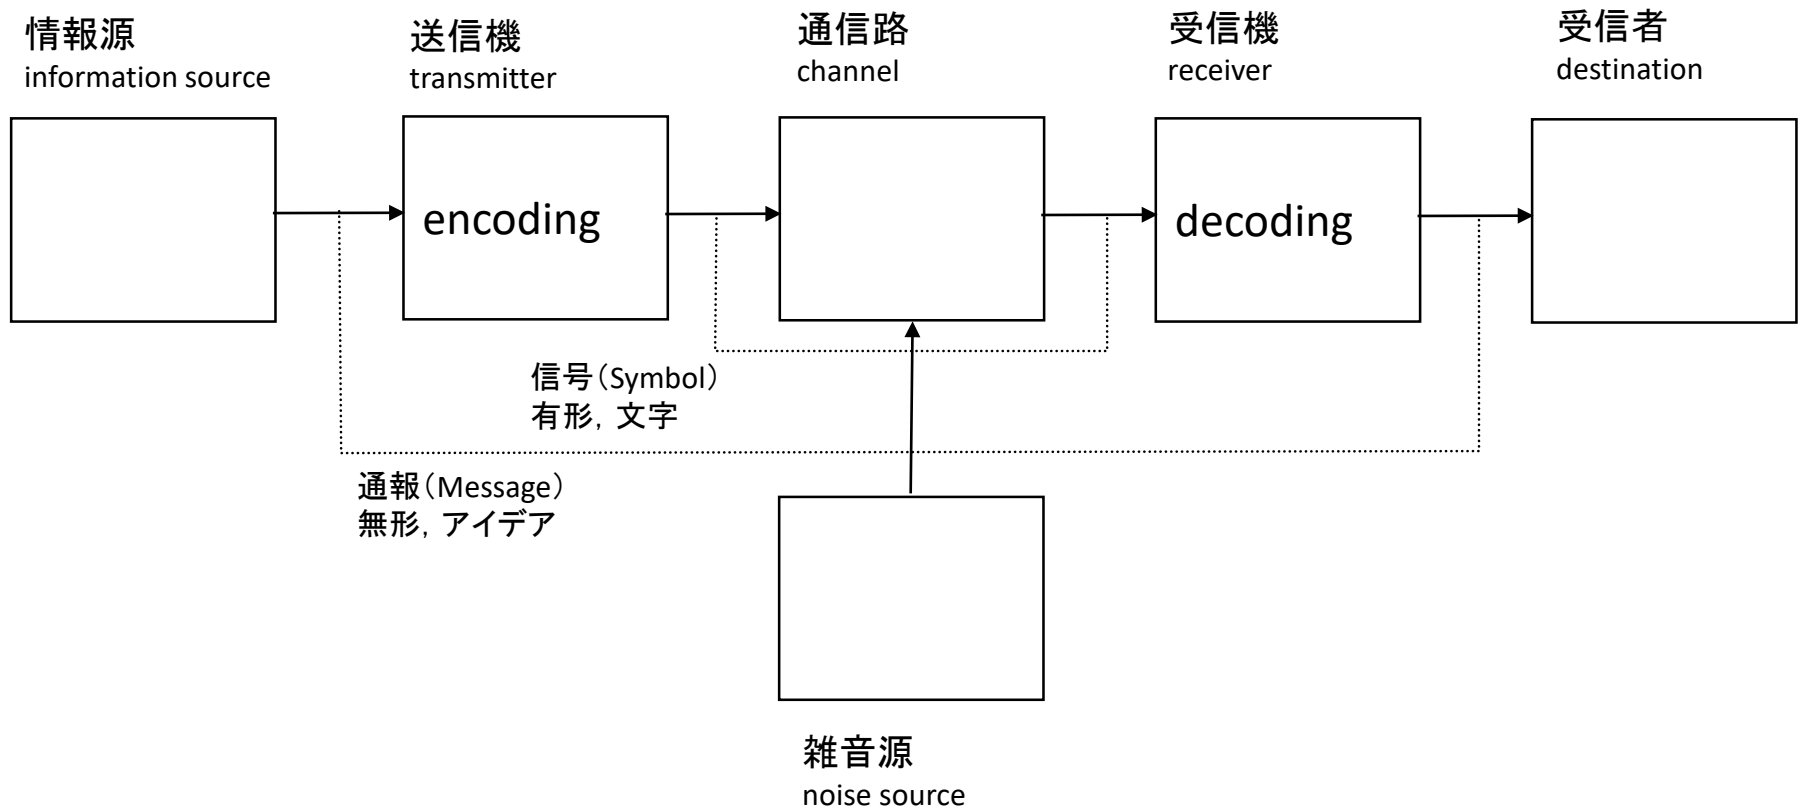 情報源
information source
送信機
transmitter
通信路
channel
受信機
receiver
受信者
destination
encoding
decoding
信号（Symbol）
有形，文字
通報（Message）
無形，アイデア
雑音源
noise source